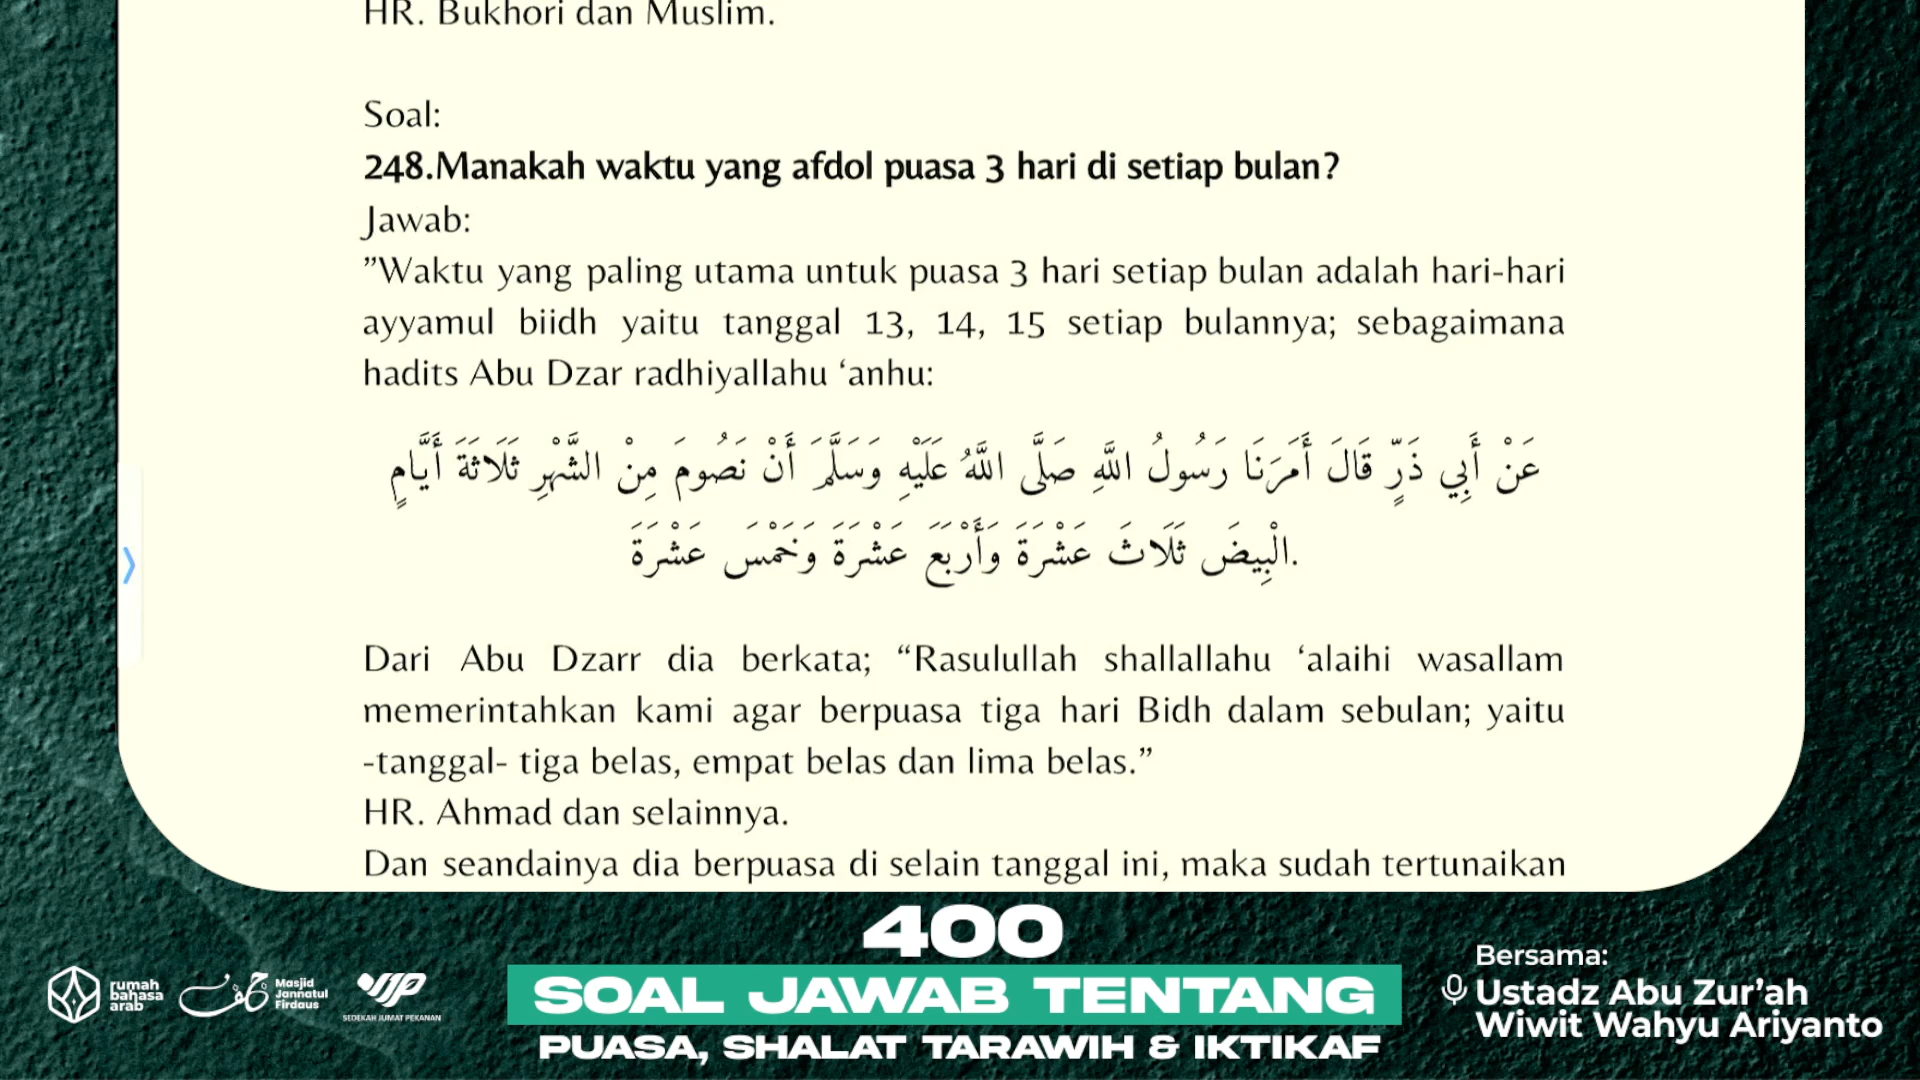 HR. Bukhori dan Muslim.
Soal:
248.Manakah waktu yang afdol puasa 3 hari di setiap bulan?
Jawab:
”Waktu yang paling utama untuk puasa 3 hari setiap bulan adalah hari-hari
ayyamul biidh yaitu tanggal 13, 14, 15 setiap bulannya; sebagaimana
hadits Abu Dzar radhiyallahu ‘anhu:
عَنْ أَبِي ذَرٍّ قَالَ أَمَرَنَا رَسُولُ اللَّهِ صَلَّى اللَّهُ عَلَيْهِ وَسَلَّمَ أَنْ نَصُومَ مِنْ الشَّهْرِ ثَلَاثَةَ أَيَّامٍ
الْبِيضَ ثَلَاثَ عَشْرَةَ وَأَرْبَعَ عَشْرَةَ وَخَمْسَ عَشْرَةَ.
Dari Abu Dzarr dia berkata; “Rasulullah shallallahu ‘alaihi wasallam
memerintahkan kami agar berpuasa tiga hari Bidh dalam sebulan; yaitu
-tanggal- tiga belas, empat belas dan lima belas.”
HR. Ahmad dan selainnya.
Dan seandainya dia berpuasa di selain tanggal ini, maka sudah tertunaikan
400
SOAL JAWAB TENTANG
PUASA, SHALAT TARAWIH & IKTIKAF
rumah
bahasa
arab
Masjid
Jannatul
Firdaus
SJP
SEDEKAH JUMAT PEKANAN
Bersama:
Ustadz Abu Zur’ah
Wiwit Wahyu Ariyanto